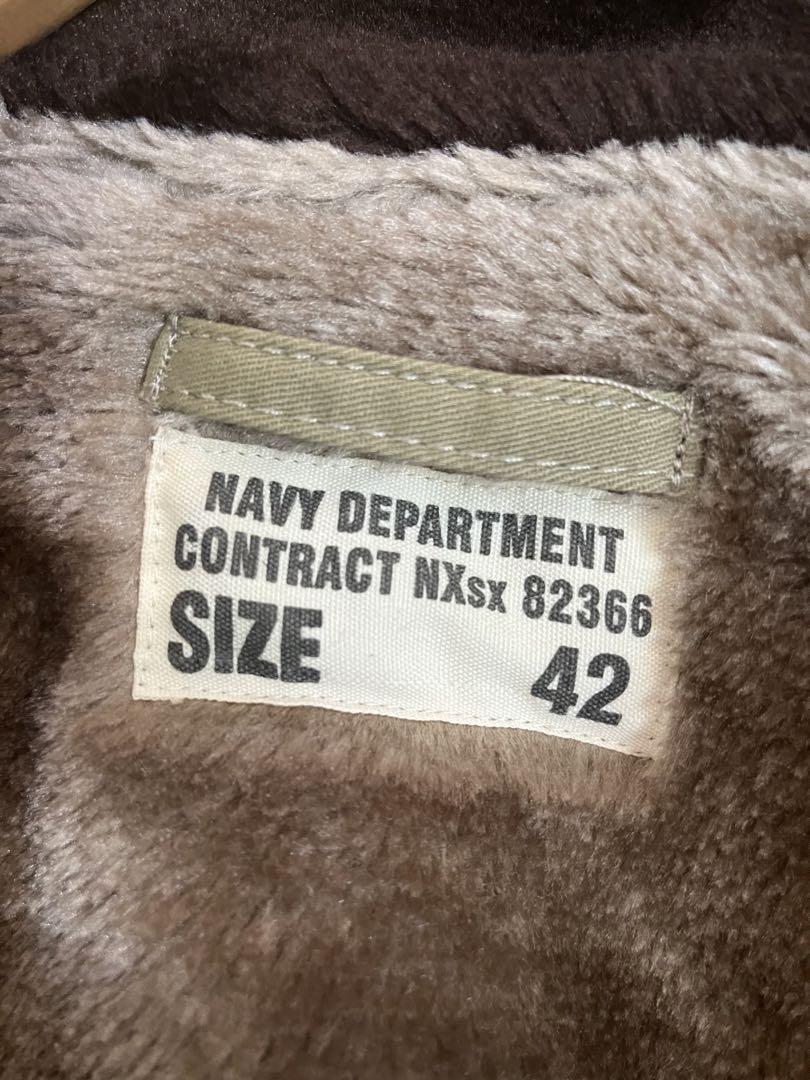 NAVY DEPARTMENT
CONTRACT NXsx 82366
SIZE 42